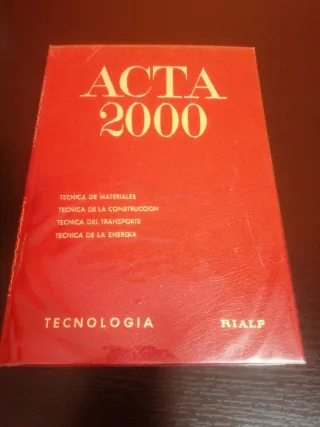 ACTA
2000
TECNICA DE MATERIALES
TECNICA DE LA CONSTRUCCION
TECNICA DEL TRANSPORTE
TECNICA DE LA ENERGIA
TECNOLOGIA
RIALP